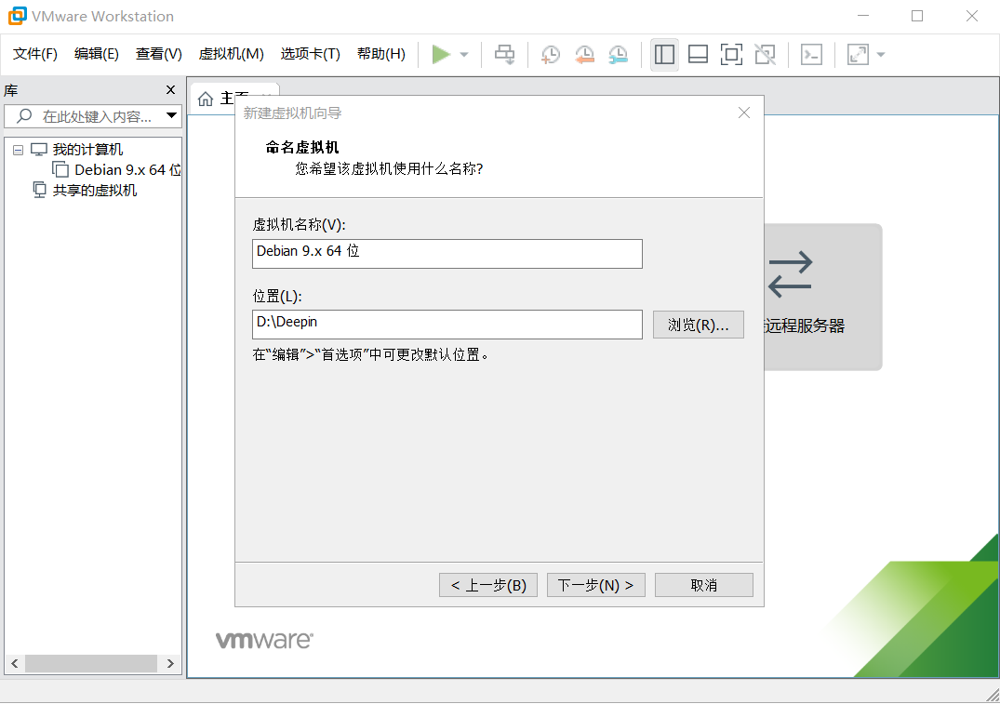 VMware Workstation
文件(F) 编辑(E) 查看(V) 虚拟机(M) 选项卡(T) 帮助(H)
库
主页
在此处键入内容...
我的计算机
Debian 9.x 64 位
共享的虚拟机
新建虚拟机向导
命名虚拟机
您希望该虚拟机使用什么名称?
虚拟机名称(V):
Debian 9.x 64 位
位置(L):
D:\Deepin
浏览(R)...
在“编辑”>“首选项”中可更改默认位置。
远程服务器
< 上一步(B) 下一步(N) > 取消
vmware